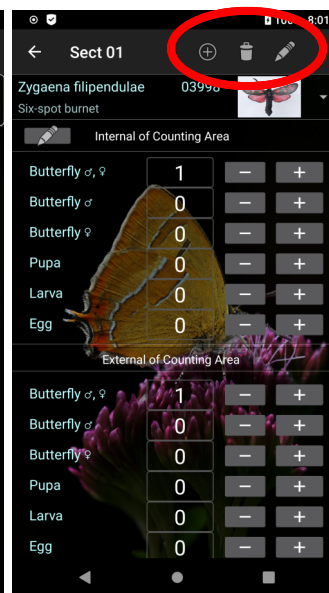 8:01
Sect 01
Zygaena filipendulae 03998
Six-spot burnet
Internal of Counting Area
Butterfly ♂, ♀ 1 − +
Butterfly ♂ 0 − +
Butterfly ♀ 0 − +
Pupa 0 − +
Larva 0 − +
Egg 0 − +
External of Counting Area
Butterfly ♂, ♀ 1 − +
Butterfly ♂ 0 − +
Butterfly ♀ 0 − +
Pupa 0 − +
Larva 0 − +
Egg 0 − +